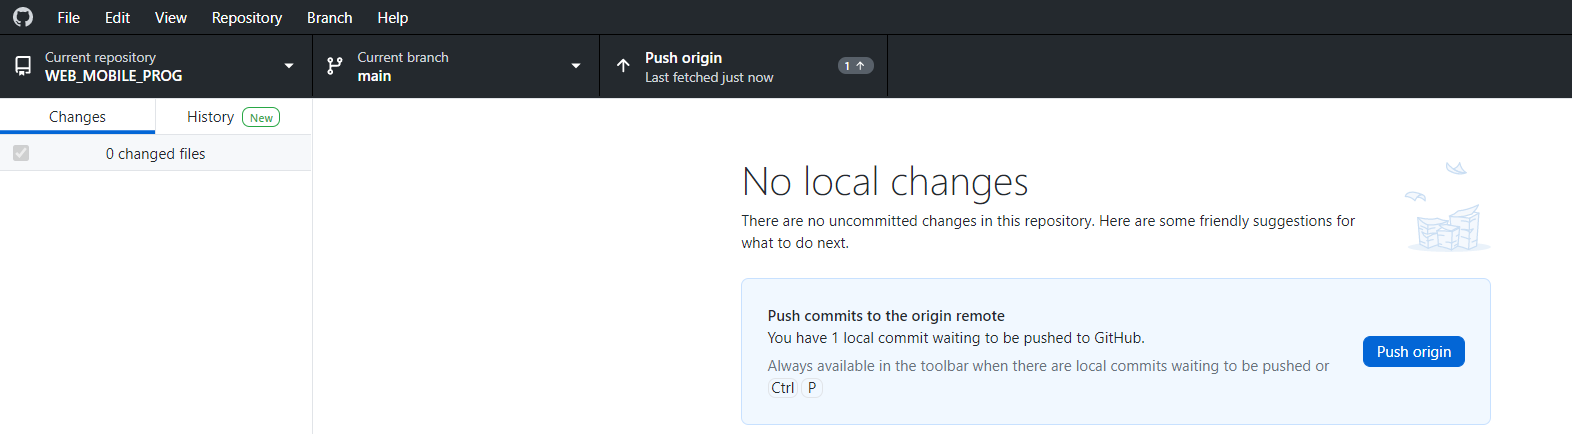 File Edit View Repository Branch Help
Current repository
WEB_MOBILE_PROG
Current branch
main
Push origin
Last fetched just now
1
Changes
History New
0 changed files
No local changes
There are no uncommitted changes in this repository. Here are some friendly suggestions for
what to do next.
Push commits to the origin remote
You have 1 local commit waiting to be pushed to GitHub.
Always available in the toolbar when there are local commits waiting to be pushed or
Ctrl P
Push origin